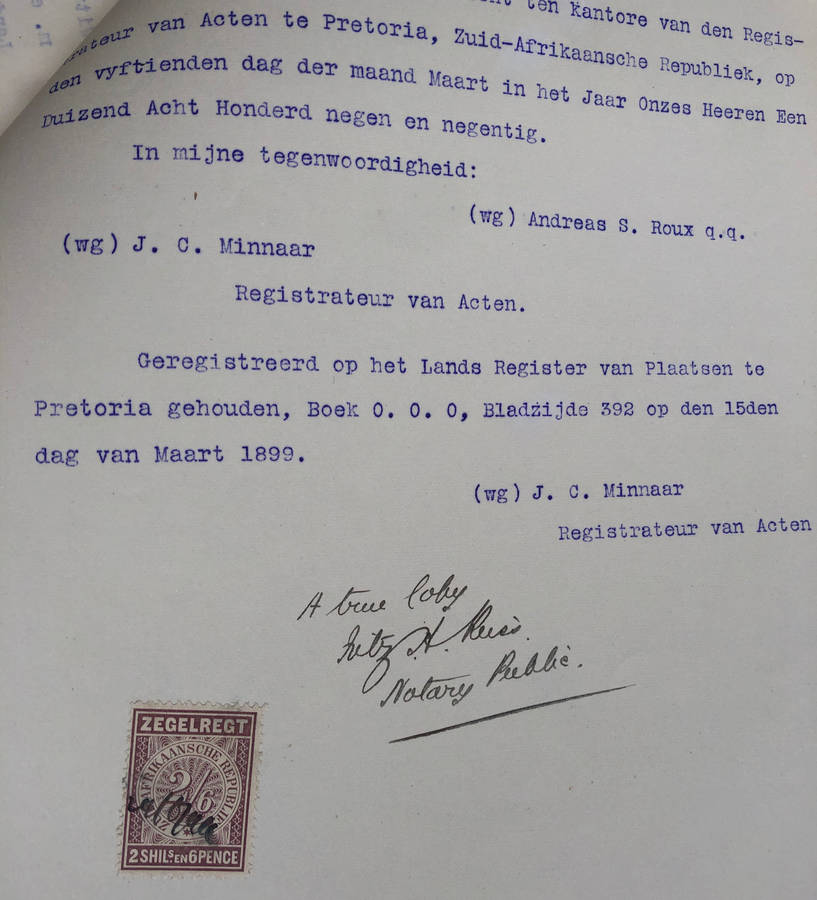 ten Kantore van den Regis-
rateur van Acten te Pretoria, Zuid-Afrikaansche Republiek, op
den vyftienden dag der maand Maart in het Jaar Onzes Heeren Een
Duizend Acht Honderd negen en negentig.
In mijne tegenwoordigheid:
(wg) Andreas S. Roux q.q.
(wg) J. C. Minnaar
Registrateur van Acten.
Geregistreerd op het Lands Register van Plaatsen te
Pretoria gehouden, Boek O. O. O, Bladzijde 392 op den 15den
dag van Maart 1899.
(wg) J. C. Minnaar
Registrateur van Acten
A true Coby
Fritz H. Reiss.
Notary Public.
ZEGELREGT
AFRIKAANSCHE REPUBLIEK
2/6
2 SHILS. EN 6 PENCE